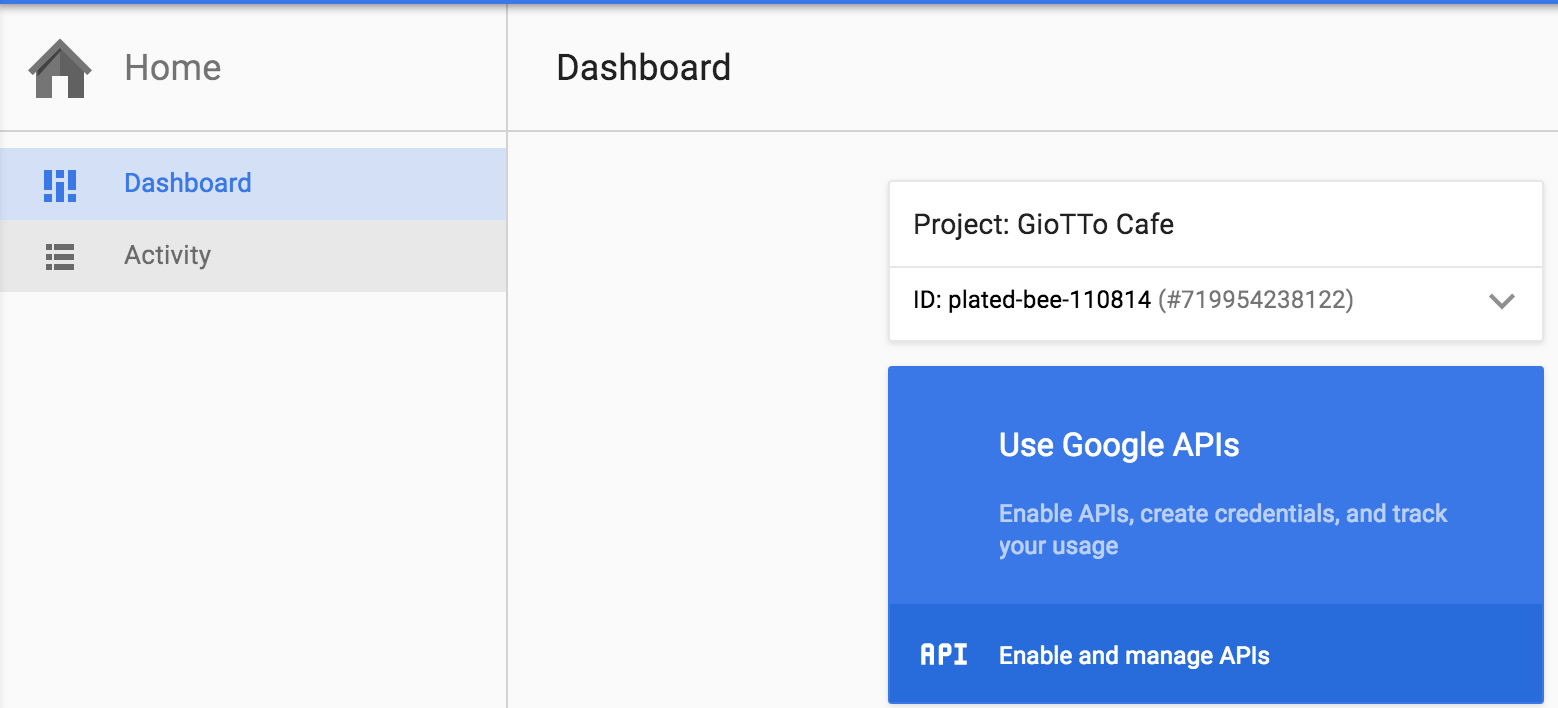 Home
Dashboard
Dashboard
Activity
Project: GioTTo Cafe
ID: plated-bee-110814 (#719954238122)
Use Google APIs
Enable APIs, create credentials, and track
your usage
API Enable and manage APIs